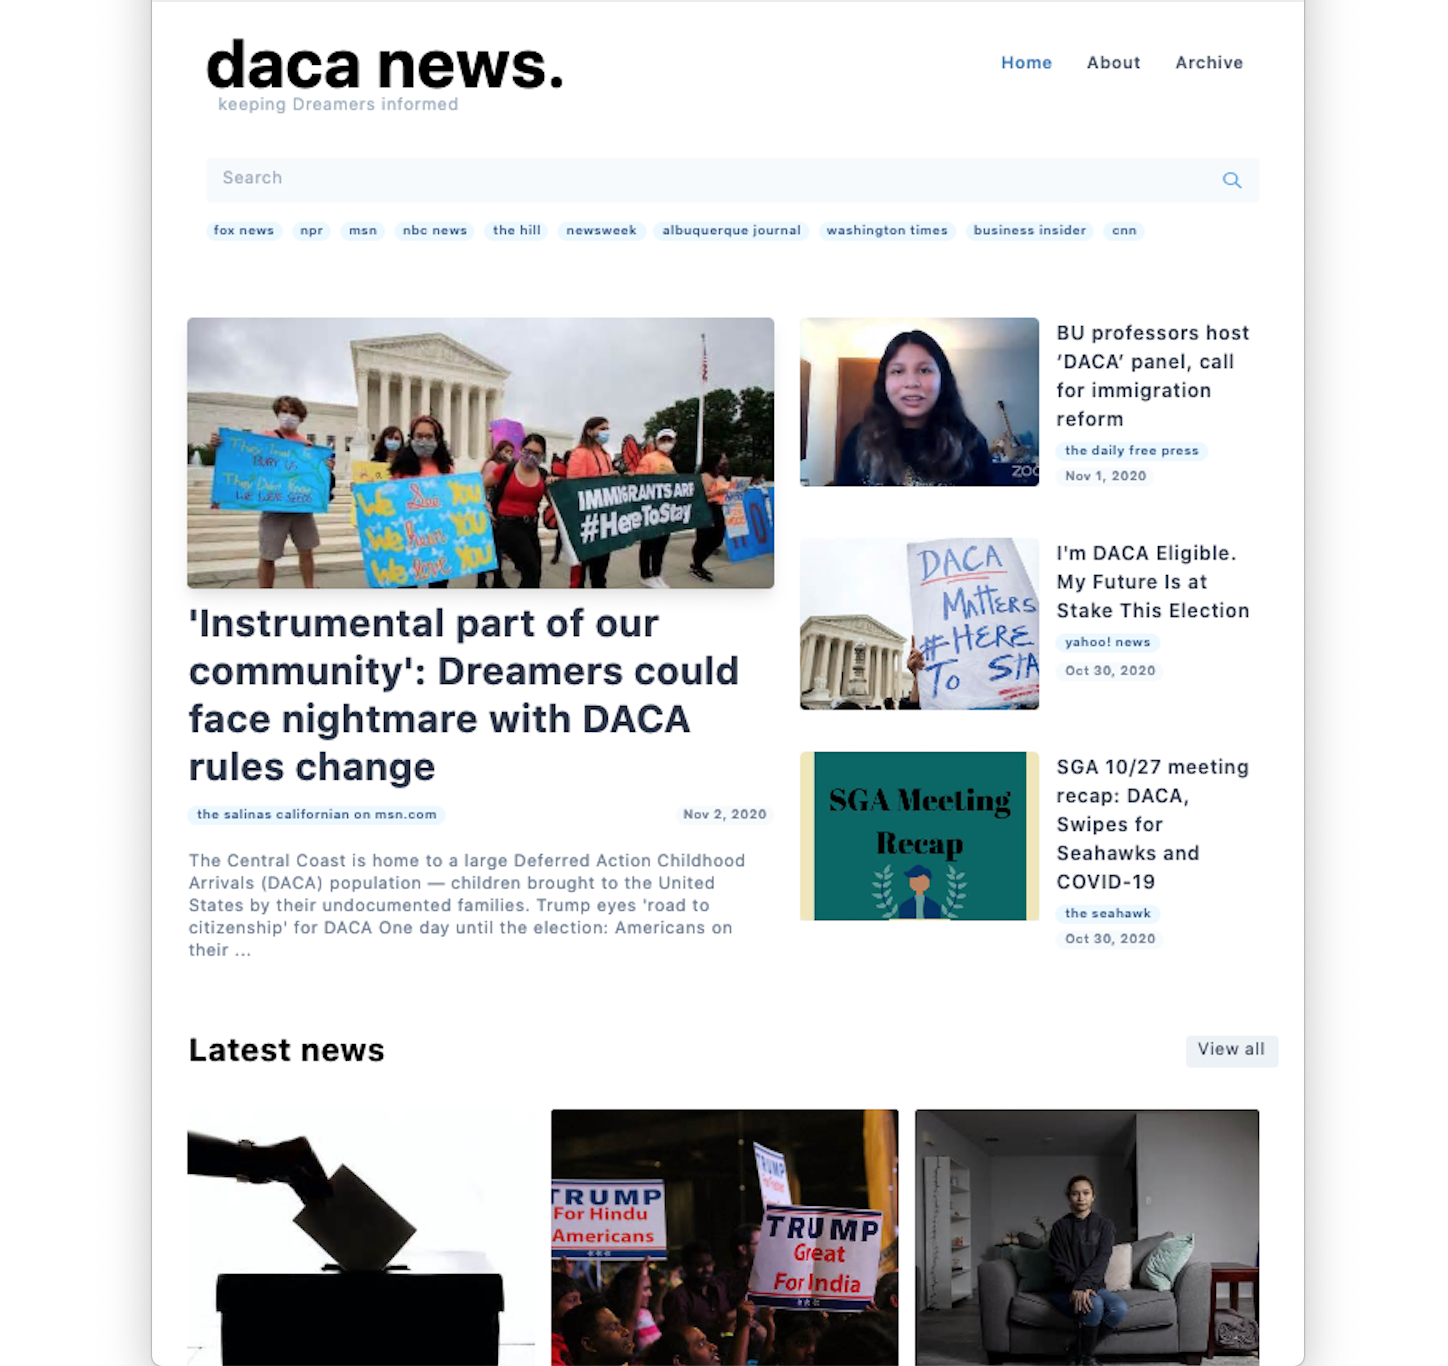 daca news.
keeping Dreamers informed
Home About Archive
Search
fox news npr msn nbc news the hill newsweek albuquerque journal washington times business insider cnn
They Tried to
BURY US
They Didn't Know
WE WERE SEEDS
We See YOU
We hear YOU
We love YOU
IMMIGRANTS ARE
#HereToStay
'Instrumental part of our
community': Dreamers could
face nightmare with DACA
rules change
the salinas californian on msn.com Nov 2, 2020
The Central Coast is home to a large Deferred Action Childhood
Arrivals (DACA) population — children brought to the United
States by their undocumented families. Trump eyes 'road to
citizenship' for DACA One day until the election: Americans on
their ...
ZOO
BU professors host
‘DACA’ panel, call
for immigration
reform
the daily free press
Nov 1, 2020
DACA
MATTERS
#HERE
To STA
I'm DACA Eligible.
My Future Is at
Stake This Election
yahoo! news
Oct 30, 2020
SGA Meeting
Recap
SGA 10/27 meeting
recap: DACA,
Swipes for
Seahawks and
COVID-19
the seahawk
Oct 30, 2020
Latest news
View all
TRUMP
For Hindu
Americans
TRUMP
Great
For India